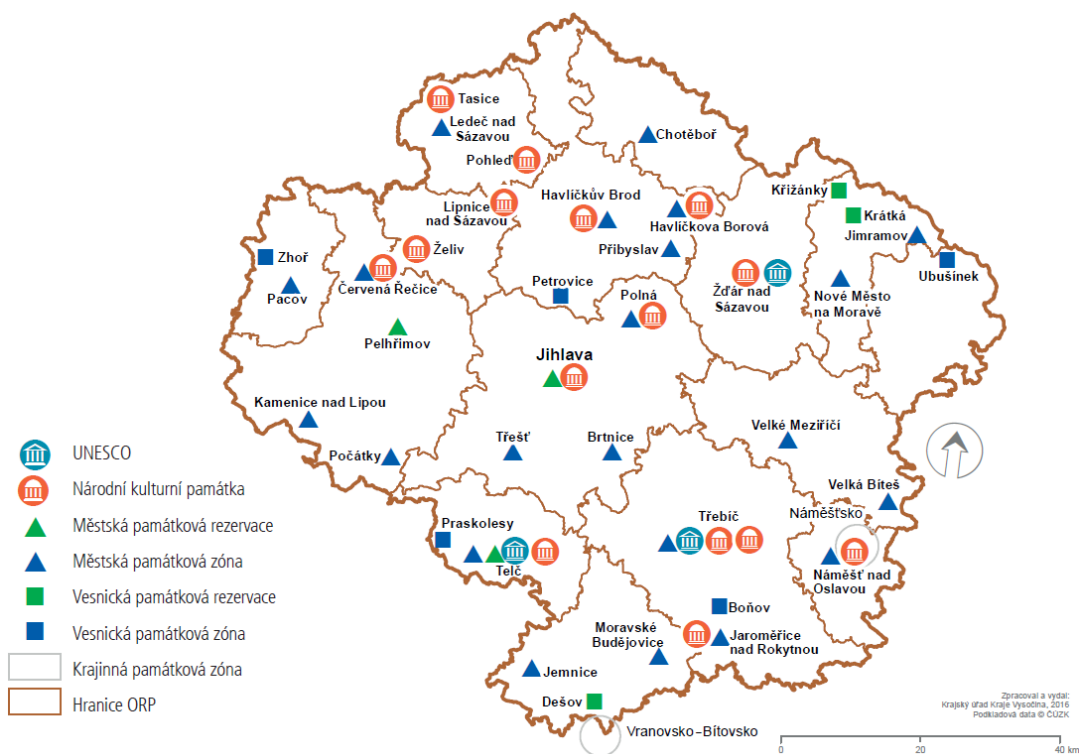 Tasice
Ledeč nad
Sázavou
Chotěboř
Pohleď
Křižánky
Lipnice
nad Sázavou
Havlíčkův Brod
Krátká
Havlíčkova Borová
Jimramov
Želiv
Přibyslav
Zhoř
Ubušínek
Červená Řečice
Petrovice
Žďár nad
Sázavou
Pacov
Polná
Nové Město
na Moravě
Pelhřimov
Jihlava
Kamenice nad Lipou
Velké Meziříčí
Třešť
Brtnice
Počátky
UNESCO
Národní kulturní památka
Městská památková rezervace
Městská památková zóna
Vesnická památková rezervace
Vesnická památková zóna
Krajinná památková zóna
Hranice ORP
Velká Bíteš
Náměšťsko
Praskolesy
Třebíč
Telč
Náměšť nad
Oslavou
Boňov
Moravské
Budějovice
Jaroměřice
nad Rokytnou
Jemnice
Dešov
Vranovsko-Bítovsko
Zpracoval a vydal:
Krajský úřad Kraje Vysočina, 2016
Podkladová data © ČÚZK
0 20 40 km